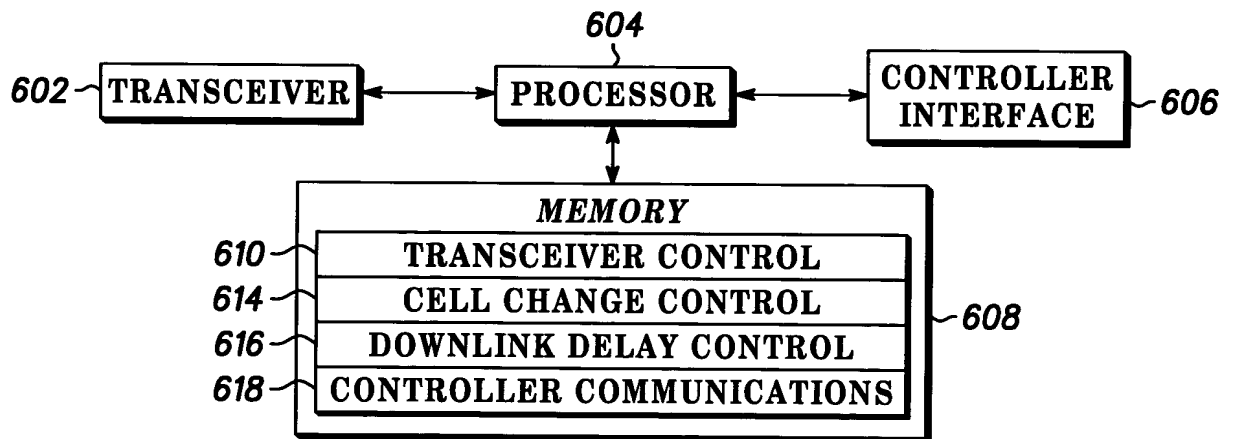 604
602 TRANSCEIVER PROCESSOR CONTROLLER INTERFACE 606
MEMORY
610 TRANSCEIVER CONTROL
614 CELL CHANGE CONTROL
608
616 DOWNLINK DELAY CONTROL
618 CONTROLLER COMMUNICATIONS